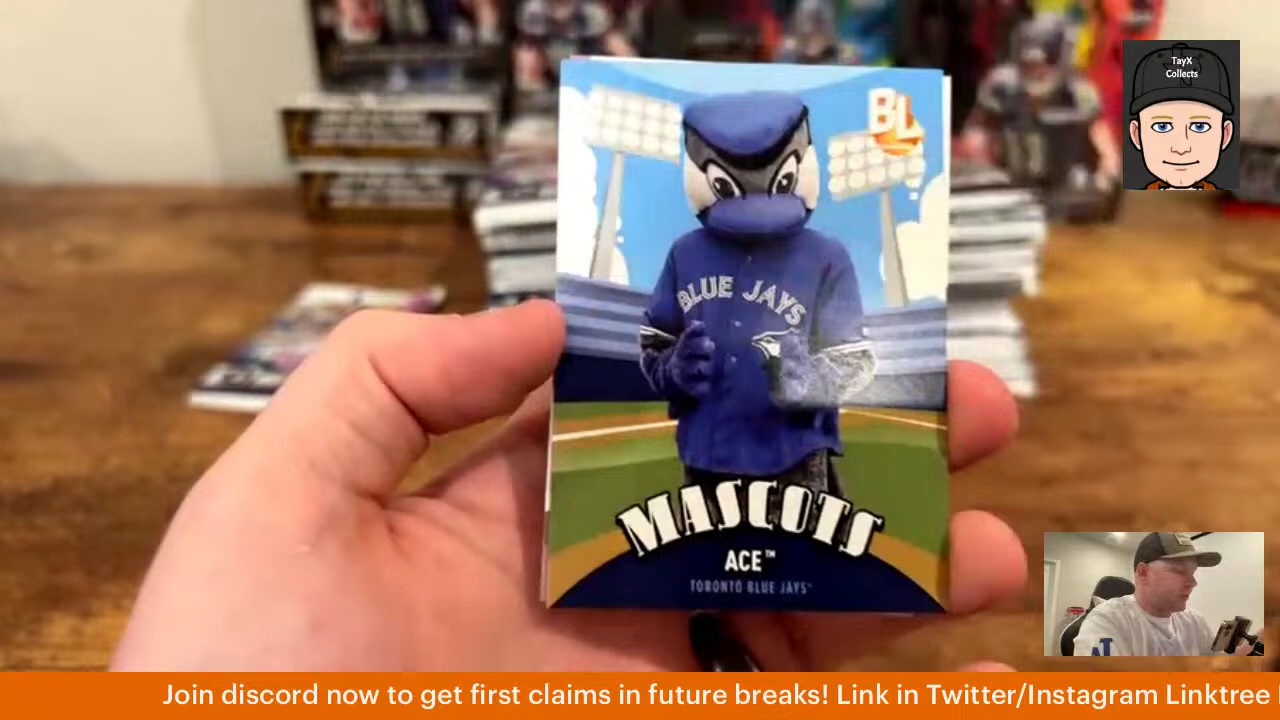 TayX
Collects
BL
BLUE JAYS
MASCOTS
ACE™
TORONTO BLUE JAYS
Join discord now to get first claims in future breaks! Link in Twitter/Instagram Linktree